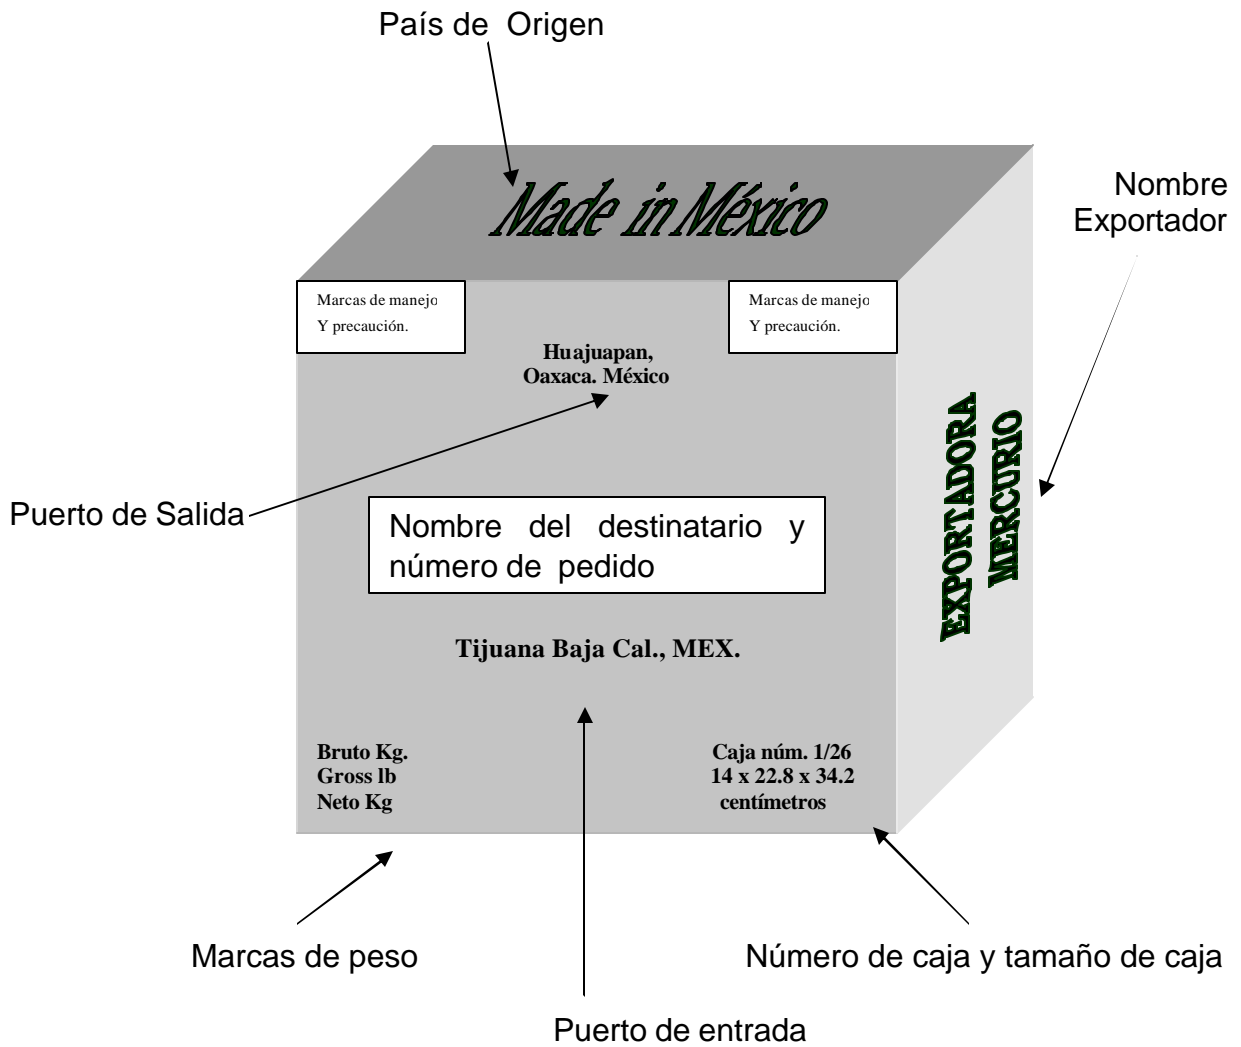 País de Origen
Made in México
Nombre
Exportador
Marcas de manejo
Y precaución.
Marcas de manejo
Y precaución.
Huajuapan,
Oaxaca. México
EXPORTADORA
MERCURIO
Puerto de Salida
Nombre del destinatario y
número de pedido
Tijuana Baja Cal., MEX.
Bruto Kg.
Gross lb
Neto Kg
Caja núm. 1/26
14 x 22.8 x 34.2
centímetros
Marcas de peso
Número de caja y tamaño de caja
Puerto de entrada